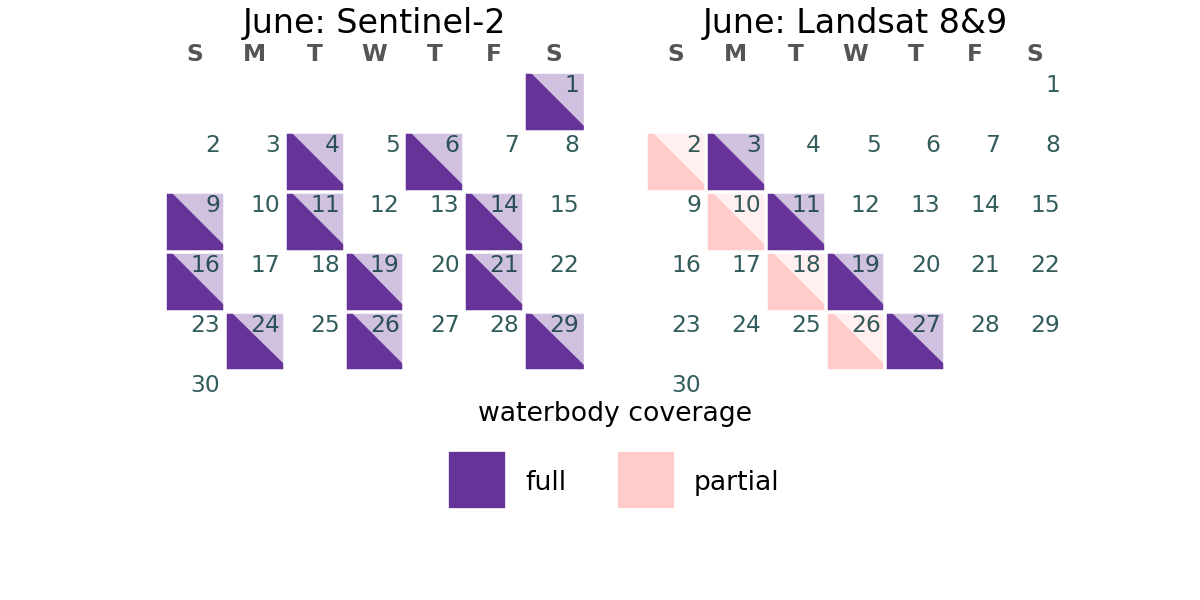 June: Sentinel-2
S M T W T F S
1
2 3 4 5 6 7 8
9 10 11 12 13 14 15
16 17 18 19 20 21 22
23 24 25 26 27 28 29
30
June: Landsat 8&9
S M T W T F S
1
2 3 4 5 6 7 8
9 10 11 12 13 14 15
16 17 18 19 20 21 22
23 24 25 26 27 28 29
30
waterbody coverage
full partial